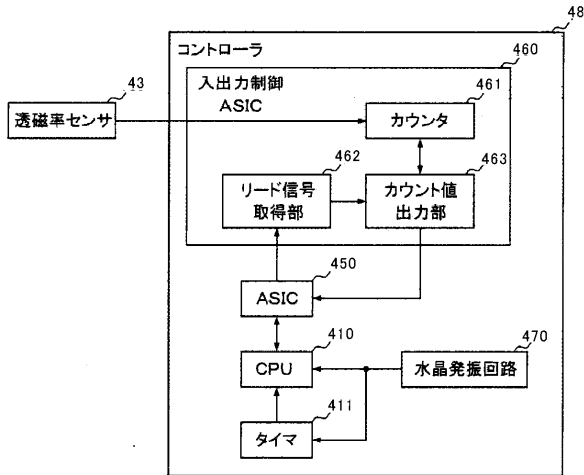 48
コントローラ
460
入出力制御
ASIC
43
透磁率センサ
461
カウンタ
462
リード信号
取得部
463
カウント値
出力部
450
ASIC
410
CPU
470
水晶発振回路
411
タイマ